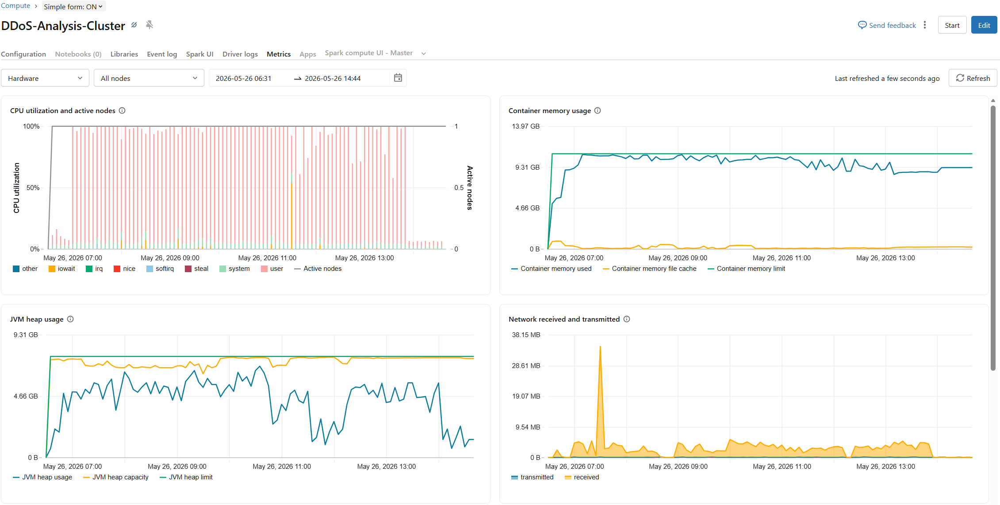 Compute › Simple form: ON
DDoS-Analysis-Cluster
Send feedback
Start
Edit
Configuration Notebooks (0) Libraries Event log Spark UI Driver logs Metrics Apps Spark compute UI - Master
Hardware
All nodes
2026-05-26 06:31 → 2026-05-26 14:44
Last refreshed a few seconds ago
Refresh
CPU utilization and active nodes
100%
50%
0%
CPU utilization
1
0.5
0
Active nodes
May 26, 2026 07:00 May 26, 2026 09:00 May 26, 2026 11:00 May 26, 2026 13:00
other iowait irq nice softirq steal system user Active nodes
Container memory usage
13.97 GB
9.31 GB
4.66 GB
0 B
May 26, 2026 07:00 May 26, 2026 09:00 May 26, 2026 11:00 May 26, 2026 13:00
Container memory used Container memory file cache Container memory limit
JVM heap usage
9.31 GB
4.66 GB
0 B
May 26, 2026 07:00 May 26, 2026 09:00 May 26, 2026 11:00 May 26, 2026 13:00
JVM heap usage JVM heap capacity JVM heap limit
Network received and transmitted
38.15 MB
28.61 MB
19.07 MB
9.54 MB
0 B
May 26, 2026 07:00 May 26, 2026 09:00 May 26, 2026 11:00 May 26, 2026 13:00
transmitted received